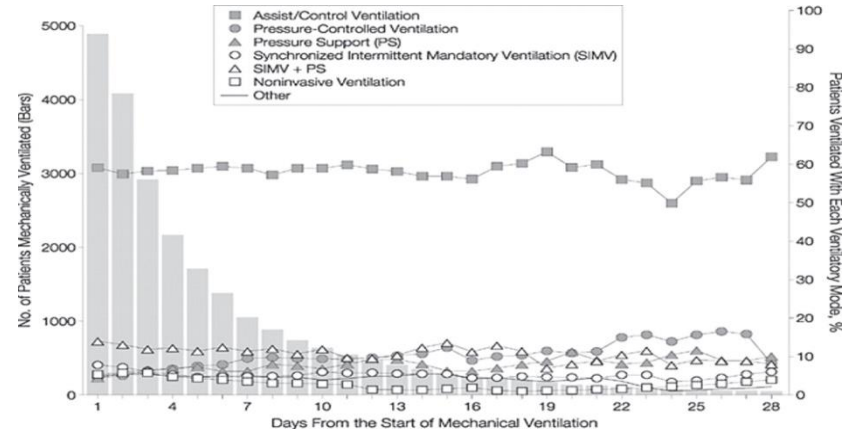 Assist/Control Ventilation
Pressure-Controlled Ventilation
Pressure Support (PS)
Synchronized Intermittent Mandatory Ventilation (SIMV)
SIMV + PS
Noninvasive Ventilation
Other
No. of Patients Mechanically Ventilated (Bars)
5000
4000
3000
2000
1000
0
Patients Ventilated With Each Ventilatory Mode, %
100
90
80
70
60
50
40
30
20
10
0
1 4 7 10 13 16 19 22 25 28
Days From the Start of Mechanical Ventilation